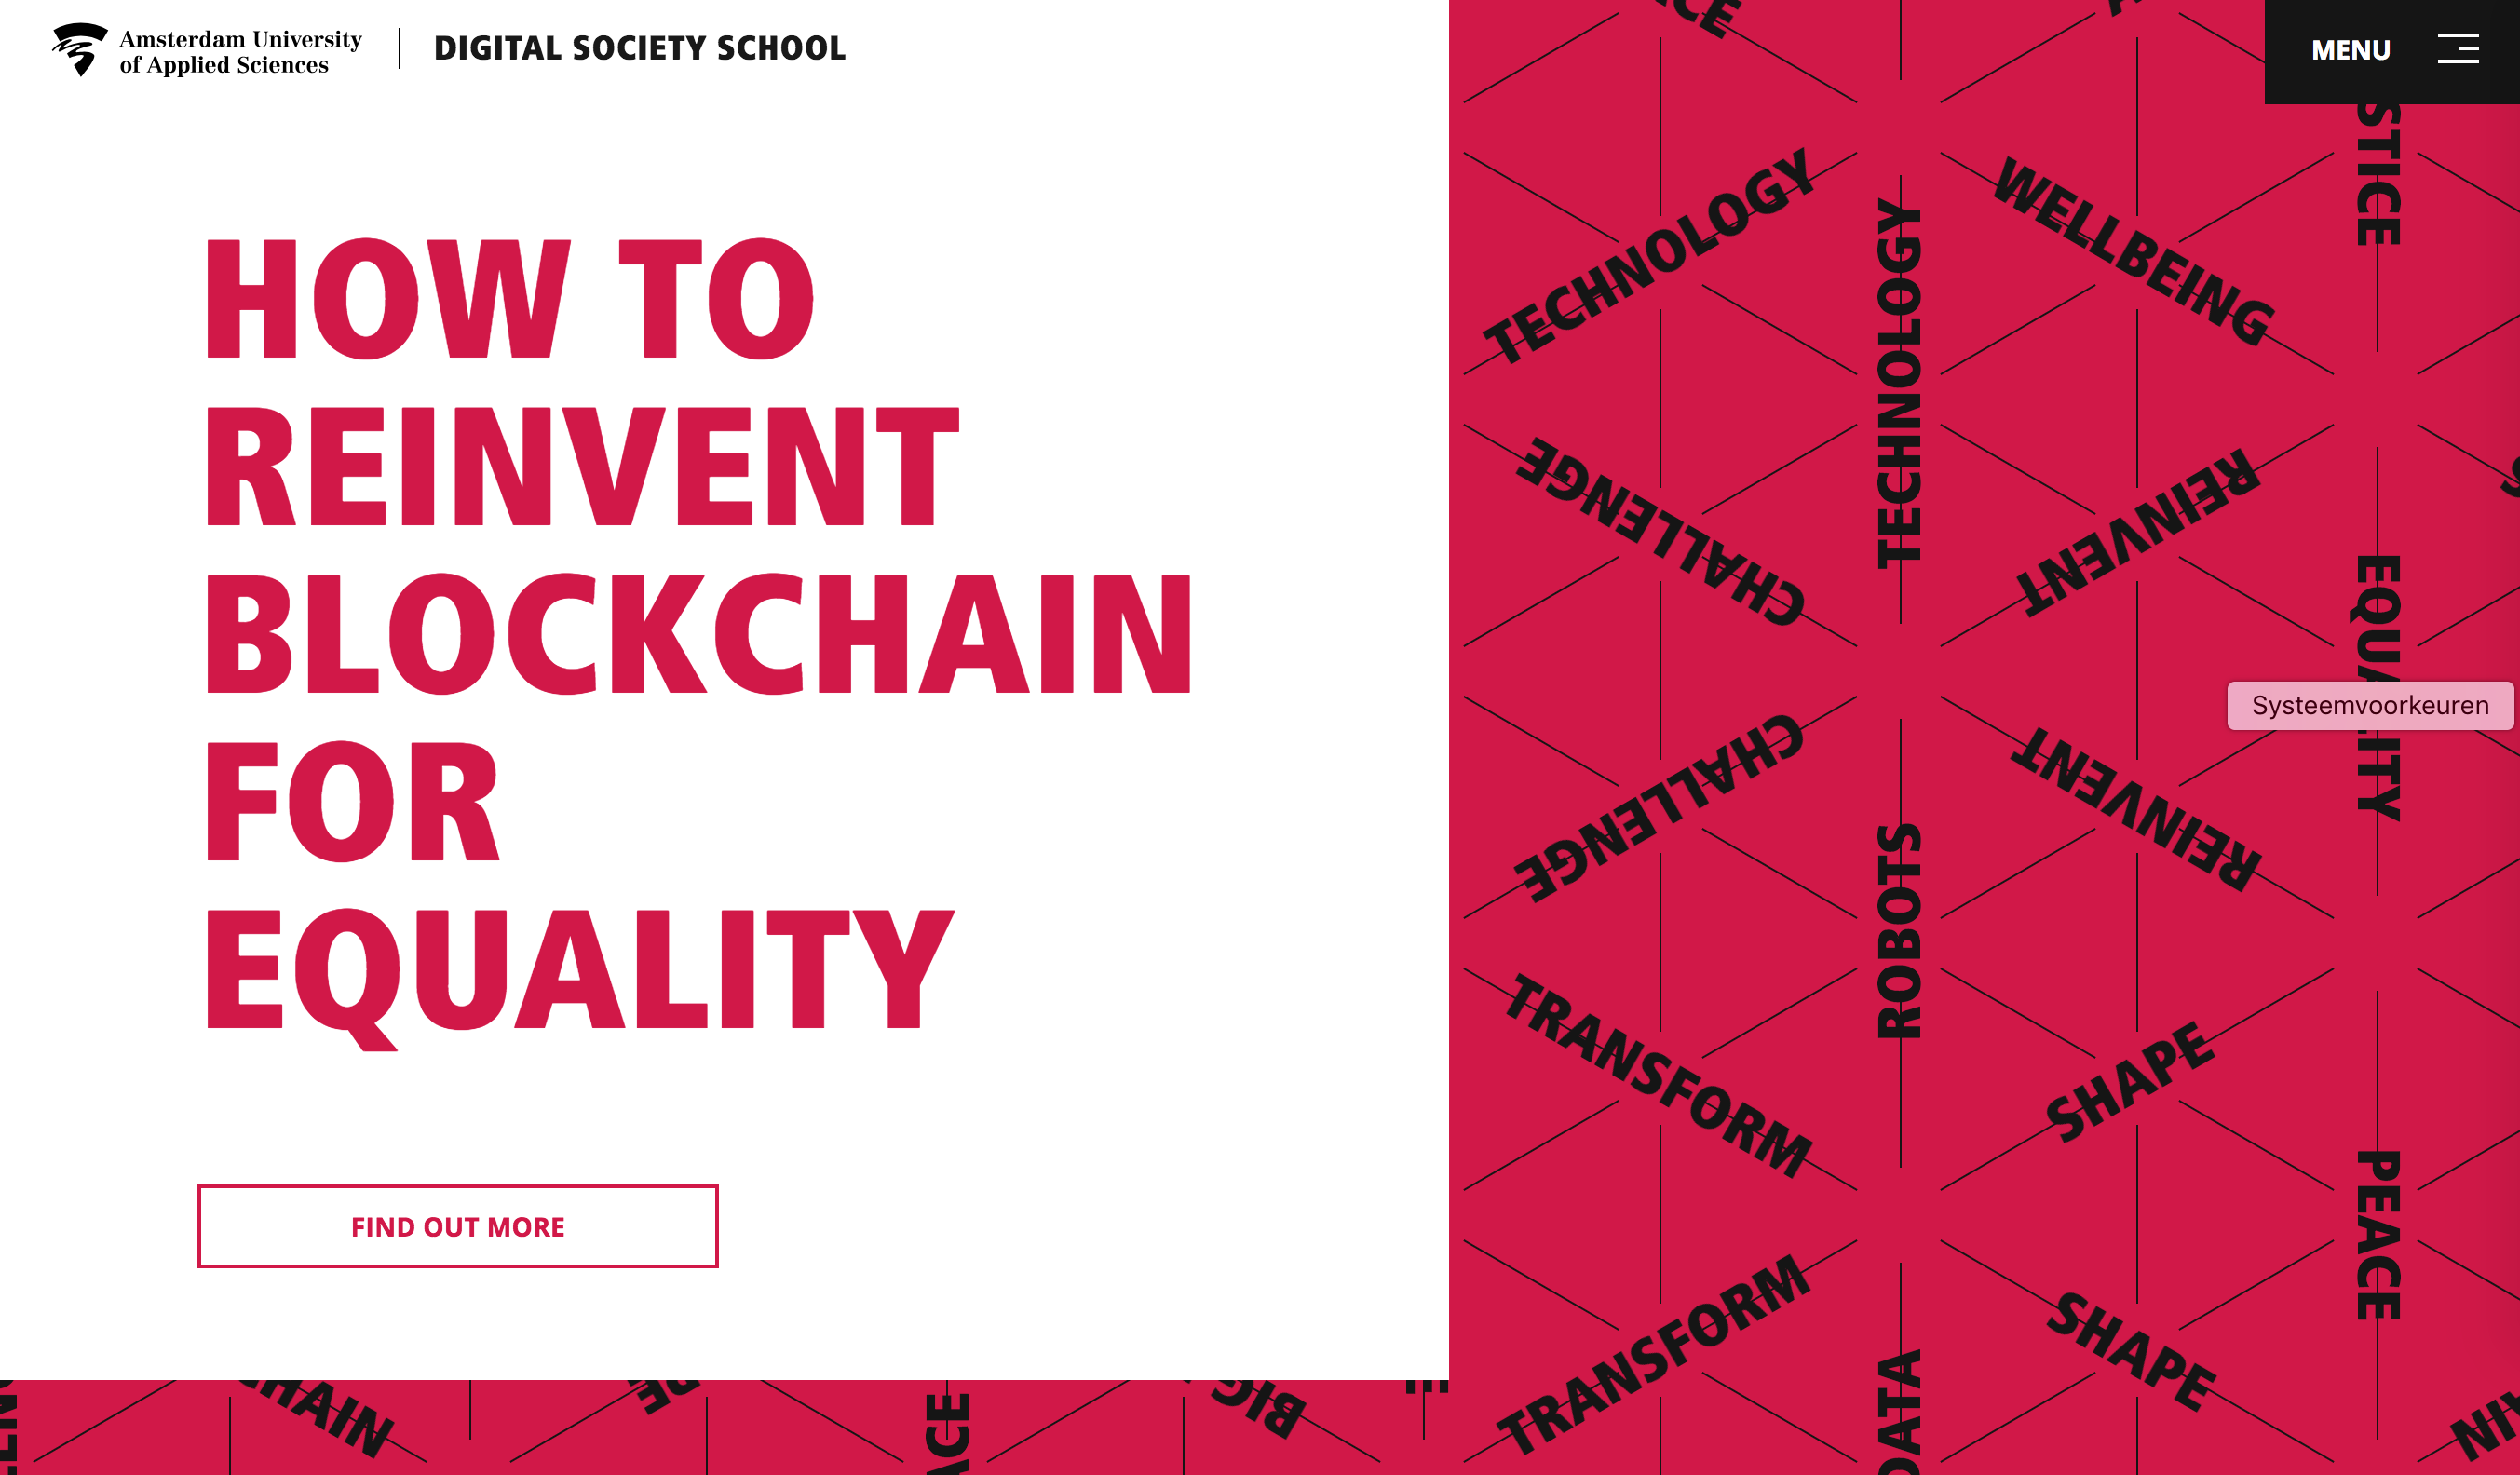 Amsterdam University
of Applied Sciences
DIGITAL SOCIETY SCHOOL
MENU
HOW TO
REINVENT
BLOCKCHAIN
FOR
EQUALITY
FIND OUT MORE
TECHNOLOGY
TECHNOLOGY
WELLBEING
CHALLENGE
REINVENT
EQUALITY
Systeemvoorkeuren
CHALLENGE
REINVENT
ROBOTS
TRANSFORM
SHAPE
PEACE
TRANSFORM
SHAPE
DATA